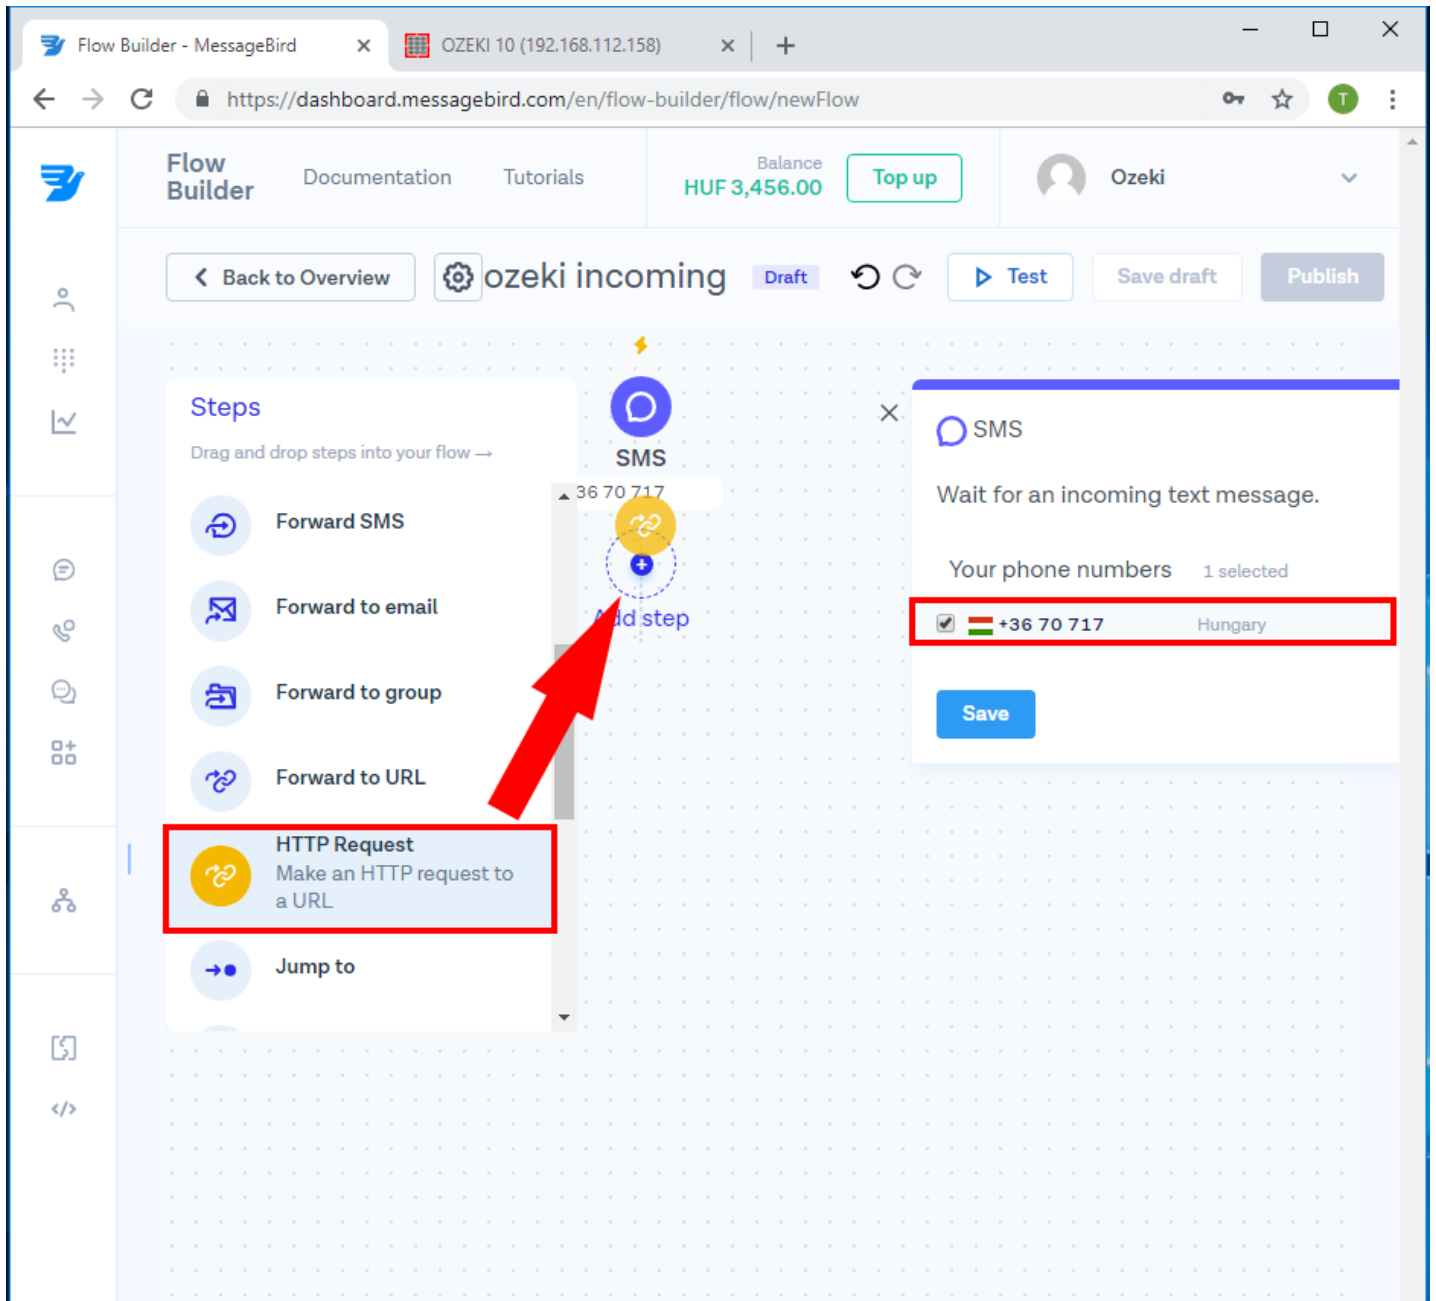 Flow Builder - MessageBird
OZEKI 10 (192.168.112.158)
https://dashboard.messagebird.com/en/flow-builder/flow/newFlow
T
Flow
Builder
Documentation
Tutorials
Balance
HUF 3,456.00
Top up
Ozeki
Back to Overview
ozeki incoming
Draft
Test
Save draft
Publish
Steps
Drag and drop steps into your flow →
Forward SMS
Forward to email
Forward to group
Forward to URL
HTTP Request
Make an HTTP request to
a URL
Jump to
SMS
36 70 717
Add step
SMS
Wait for an incoming text message.
Your phone numbers 1 selected
+36 70 717 Hungary
Save